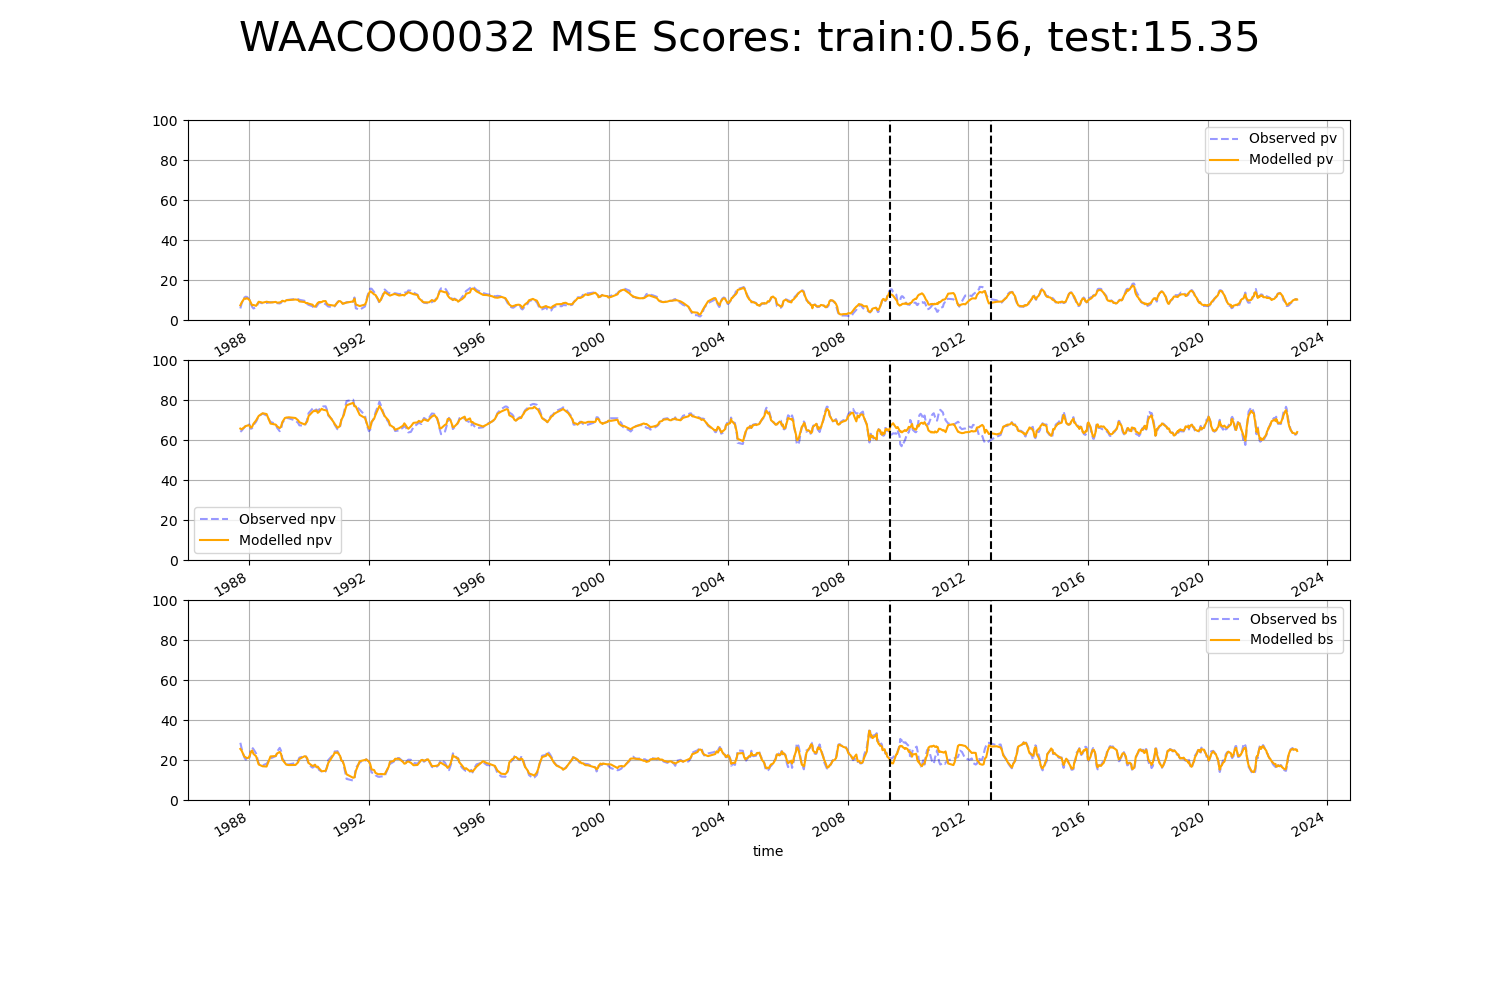 WAACOO0032 MSE Scores: train:0.56, test:15.35
100
80
60
40
20
0
Observed pv
Modelled pv
1988 1992 1996 2000 2004 2008 2012 2016 2020 2024
100
80
60
40
20
0
Observed npv
Modelled npv
1988 1992 1996 2000 2004 2008 2012 2016 2020 2024
100
80
60
40
20
0
Observed bs
Modelled bs
1988 1992 1996 2000 2004 2008 2012 2016 2020 2024
time